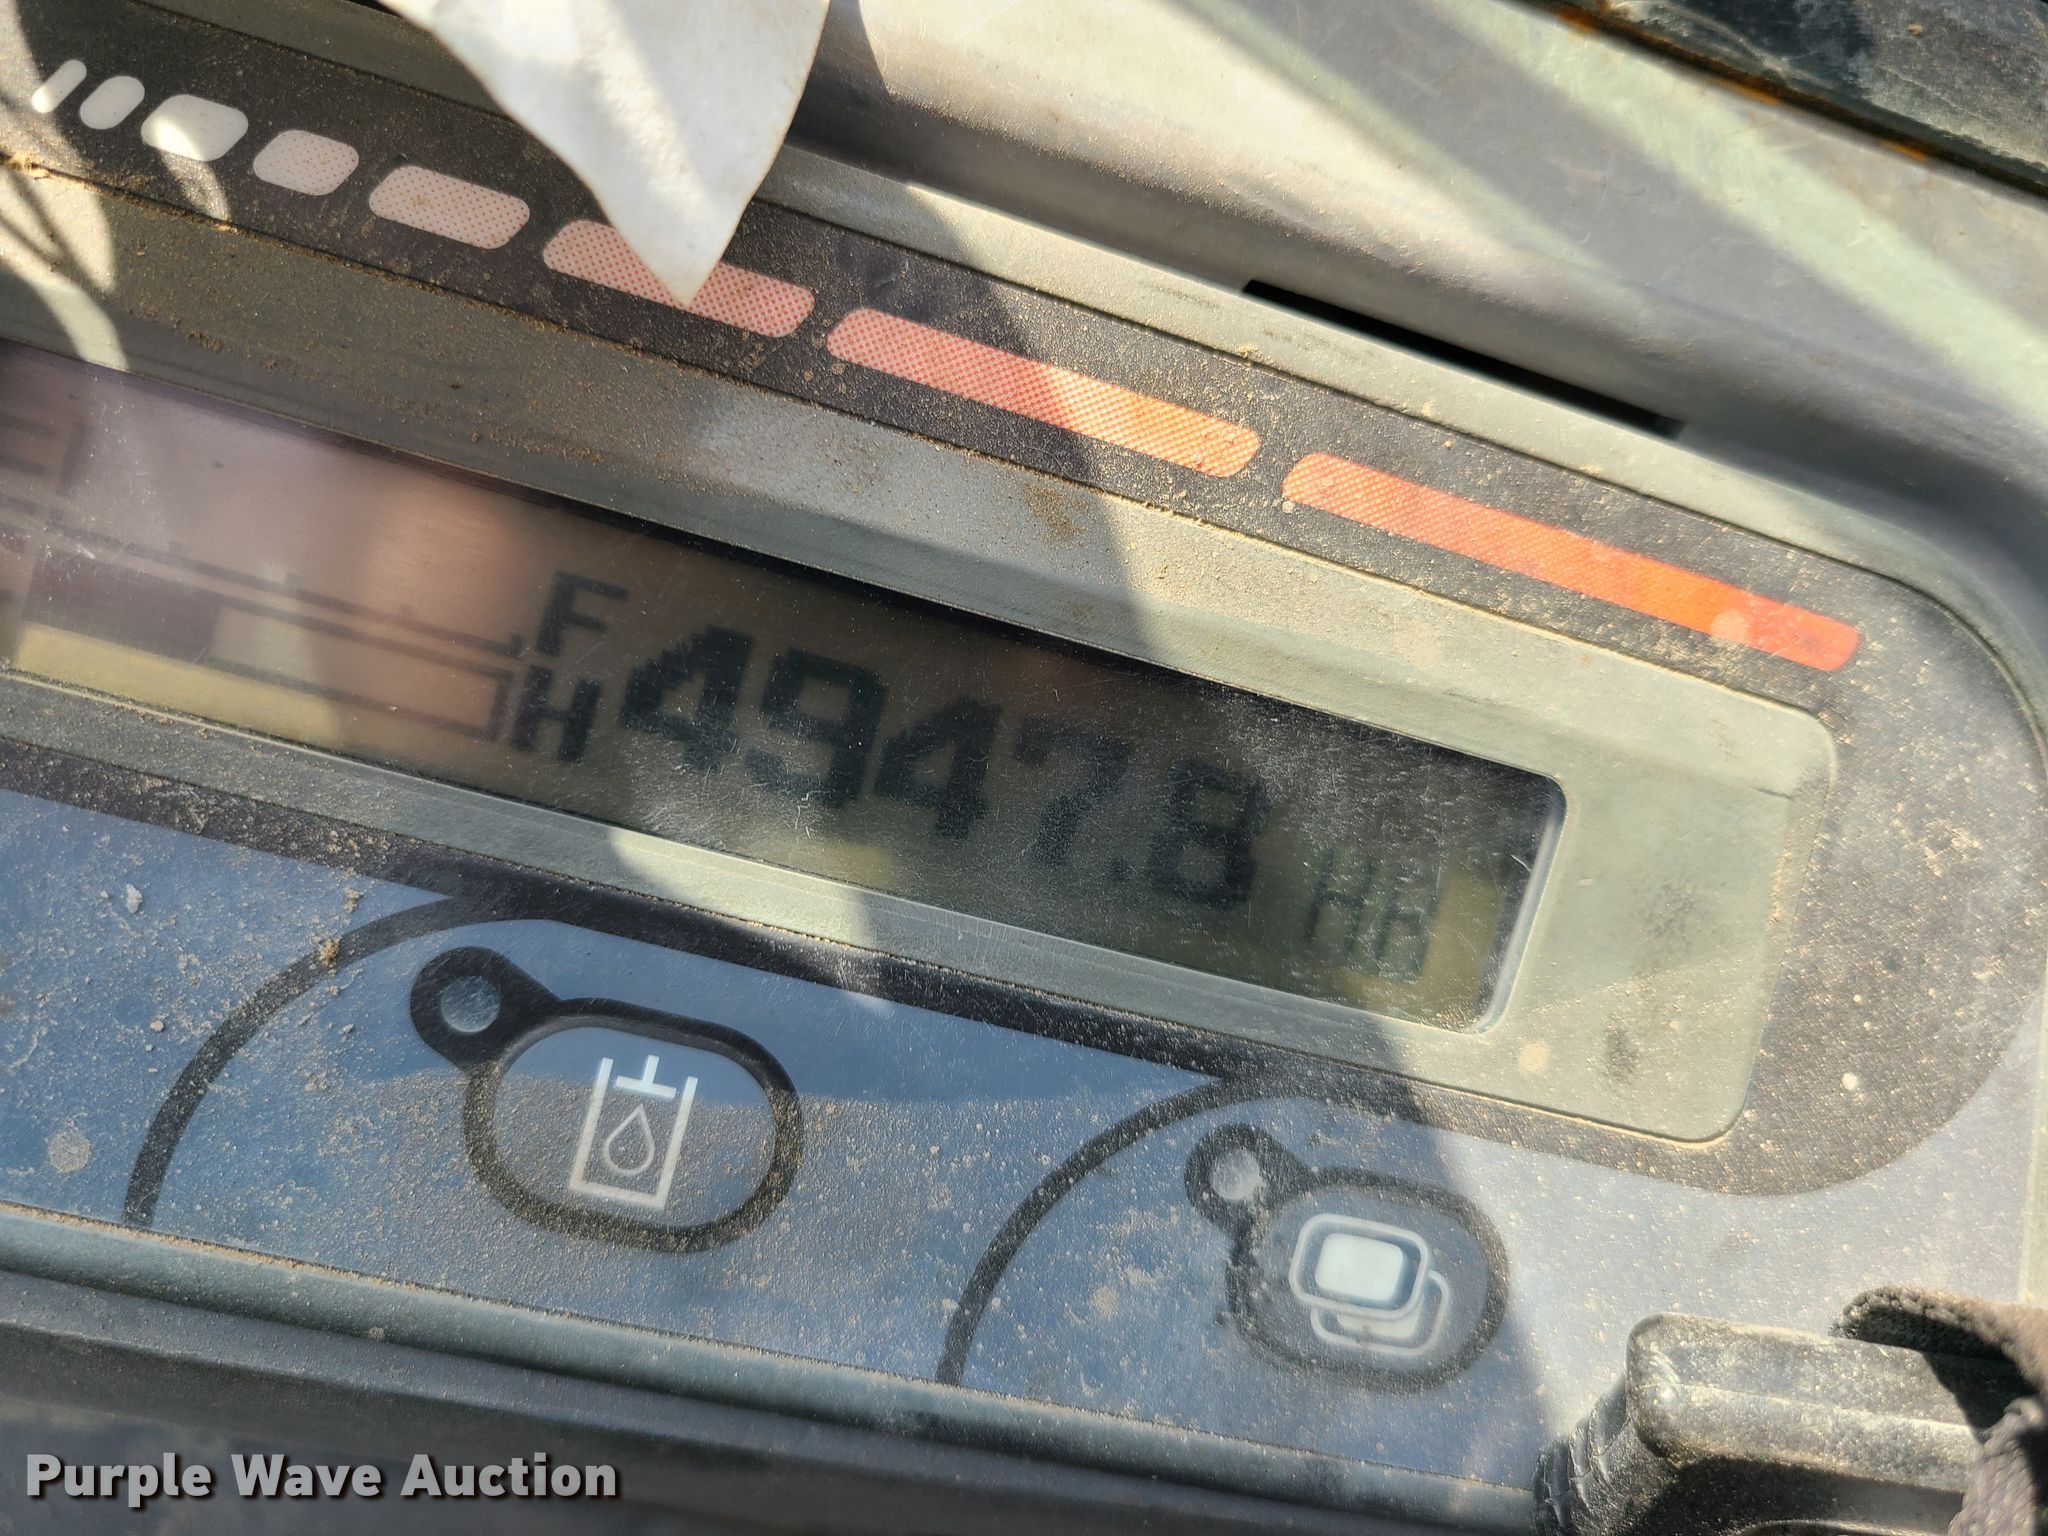 F
H 4947.8 HR
Purple Wave Auction